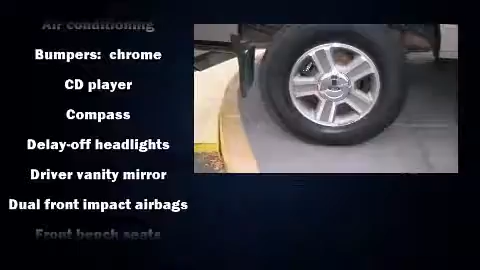 Air conditioning
Bumpers: chrome
CD player
Compass
Delay-off headlights
Driver vanity mirror
Dual front impact airbags
Front bench seats